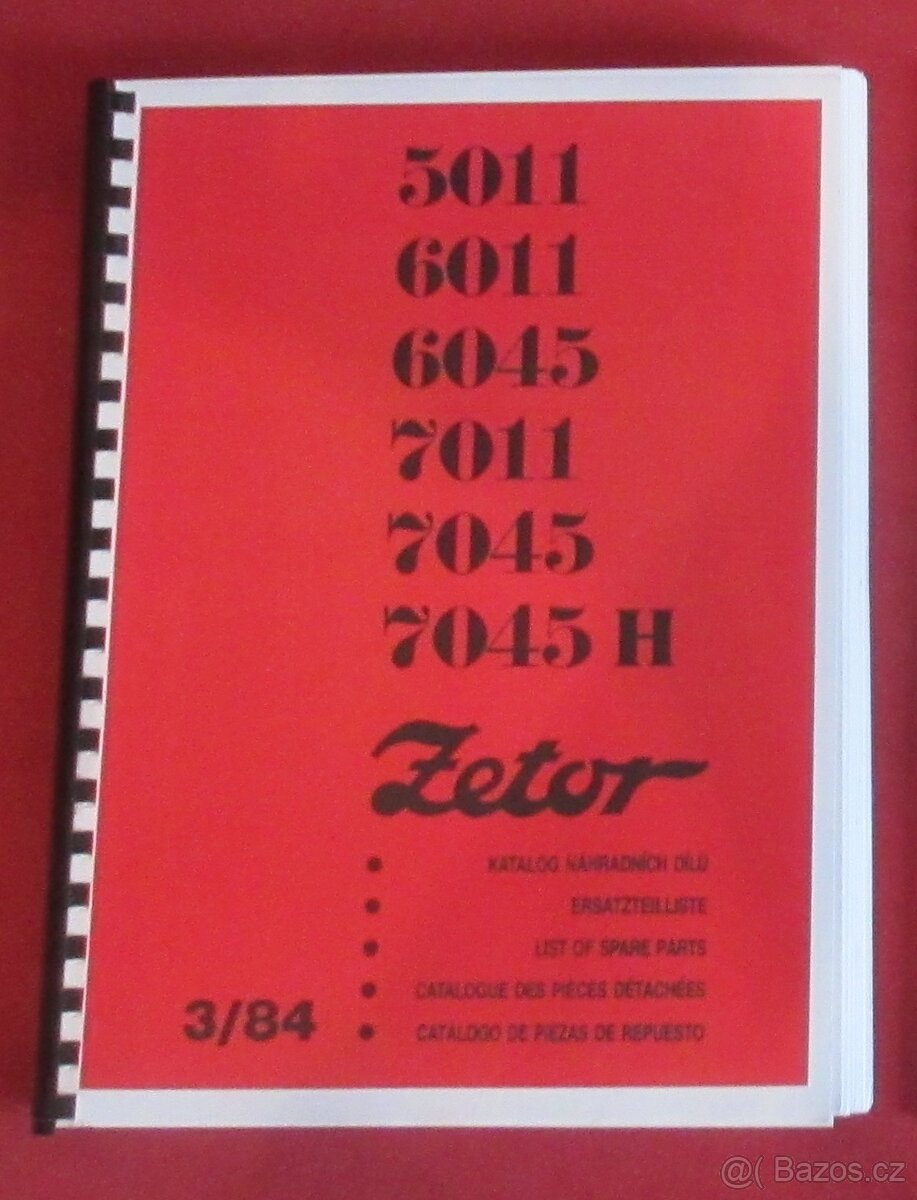 5011
6011
6045
7011
7045
7045 H
Zetor
● KATALOG NÁHRADNÍCH DÍLŮ
● ERSATZTEILLISTE
● LIST OF SPARE PARTS
● CATALOGUE DES PIÈCES DÉTACHÉES
3/84 ● CATALOGO DE PIEZAS DE REPUESTO
@( Bazos.cz